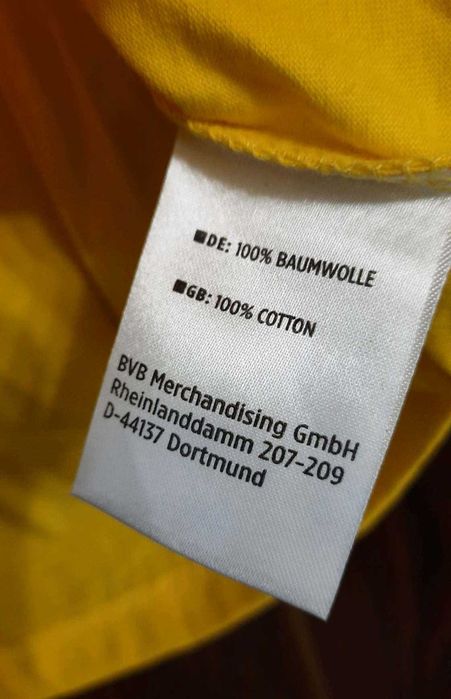 ■DE: 100% BAUMWOLLE
■GB: 100% COTTON
BVB Merchandising GmbH
Rheinlanddamm 207-209
D-44137 Dortmund